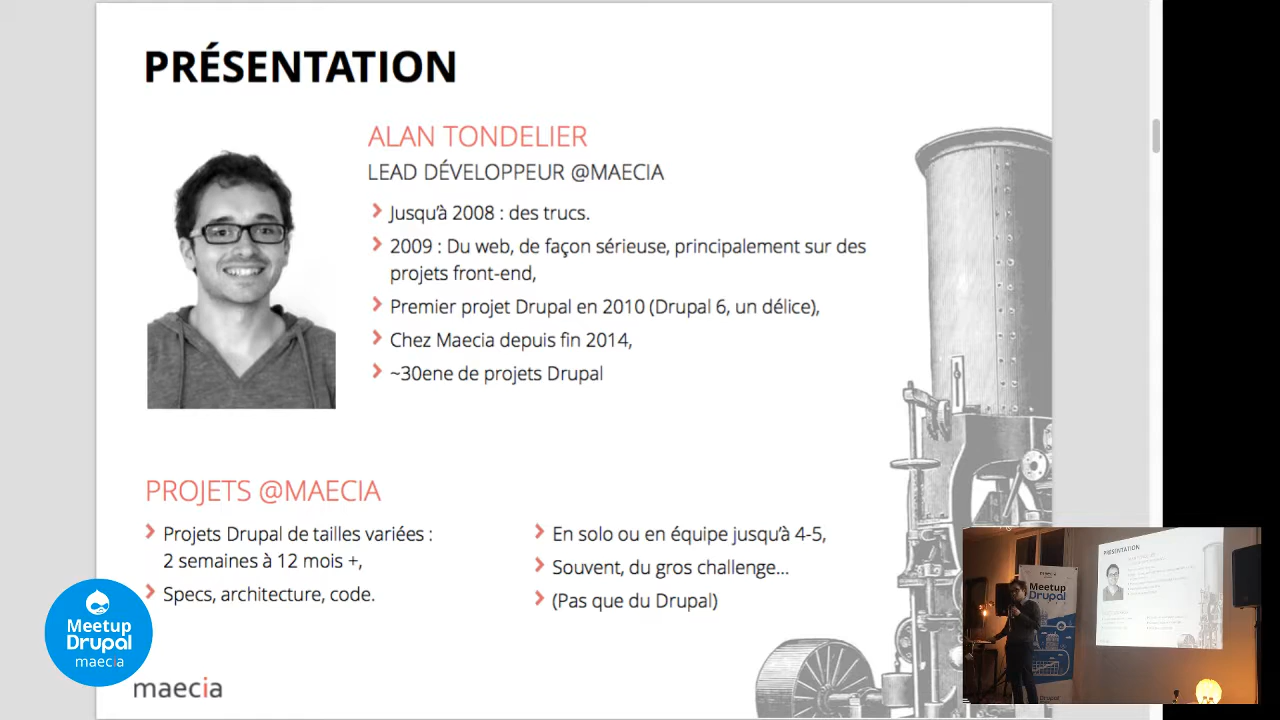 PRÉSENTATION
ALAN TONDELIER
LEAD DÉVELOPPEUR @MAECIA
Jusqu'à 2008 : des trucs.
2009 : Du web, de façon sérieuse, principalement sur des
projets front-end,
Premier projet Drupal en 2010 (Drupal 6, un délice),
Chez Maecia depuis fin 2014,
~30ene de projets Drupal
PROJETS @MAECIA
Projets Drupal de tailles variées :
2 semaines à 12 mois +,
Specs, architecture, code.
En solo ou en équipe jusqu'à 4-5,
Souvent, du gros challenge...
(Pas que du Drupal)
Meetup
Drupal
maecia
maecia
PRÉSENTATION
Meetup
Drupal